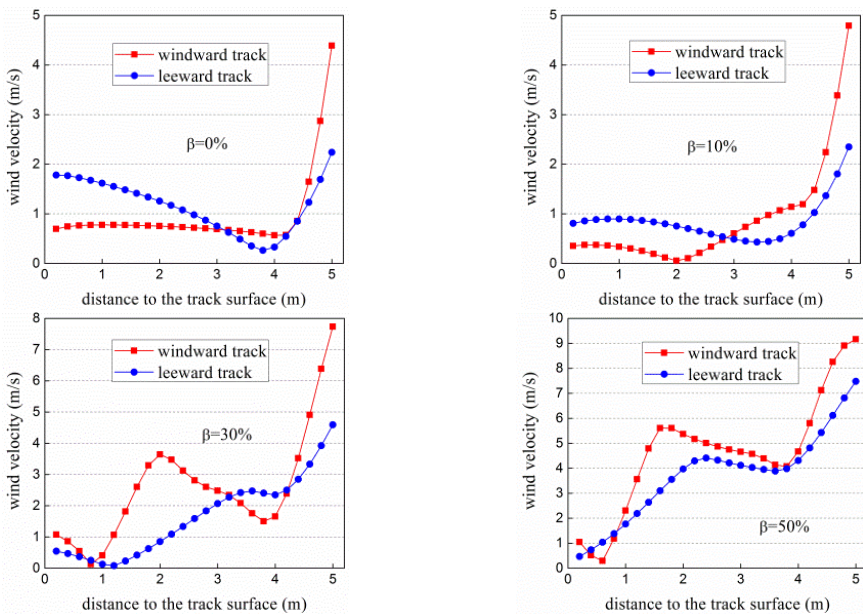 5
4
3
2
1
0
wind velocity (m/s)
windward track
leeward track
β=0%
0 1 2 3 4 5
distance to the track surface (m)
5
4
3
2
1
0
wind velocity (m/s)
windward track
leeward track
β=10%
0 1 2 3 4 5
distance to the track surface (m)
8
7
6
5
4
3
2
1
0
wind velocity (m/s)
windward track
leeward track
β=30%
0 1 2 3 4 5
distance to the track surface (m)
10
9
8
7
6
5
4
3
2
1
0
wind velocity (m/s)
windward track
leeward track
β=50%
0 1 2 3 4 5
distance to the track surface (m)